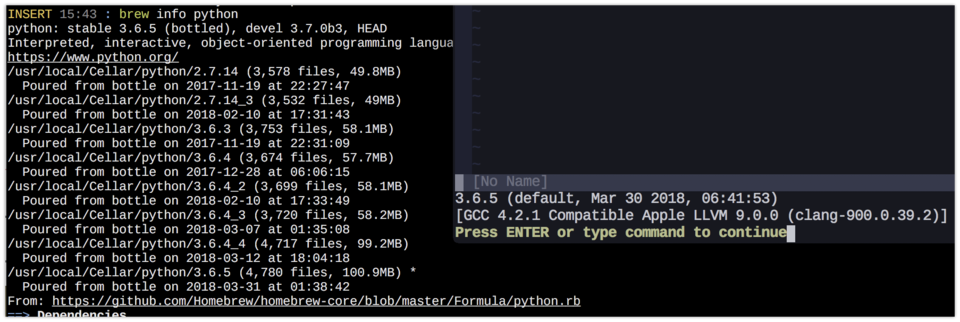 INSERT 15:43 : brew info python
python: stable 3.6.5 (bottled), devel 3.7.0b3, HEAD
Interpreted, interactive, object-oriented programming langua
https://www.python.org/
/usr/local/Cellar/python/2.7.14 (3,578 files, 49.8MB)
  Poured from bottle on 2017-11-19 at 22:27:47
/usr/local/Cellar/python/2.7.14_3 (3,532 files, 49MB)
  Poured from bottle on 2018-02-10 at 17:31:43
/usr/local/Cellar/python/3.6.3 (3,753 files, 58.1MB)
  Poured from bottle on 2017-11-19 at 22:31:09
/usr/local/Cellar/python/3.6.4 (3,674 files, 57.7MB)
  Poured from bottle on 2017-12-28 at 06:06:15
/usr/local/Cellar/python/3.6.4_2 (3,699 files, 58.1MB)
  Poured from bottle on 2018-02-10 at 17:33:49
/usr/local/Cellar/python/3.6.4_3 (3,720 files, 58.2MB)
  Poured from bottle on 2018-03-07 at 01:35:08
/usr/local/Cellar/python/3.6.4_4 (4,717 files, 99.2MB)
  Poured from bottle on 2018-03-12 at 18:04:18
/usr/local/Cellar/python/3.6.5 (4,780 files, 100.9MB) *
  Poured from bottle on 2018-03-31 at 01:38:42
From: https://github.com/Homebrew/homebrew-core/blob/master/Formula/python.rb
==> Dependencies
[No Name]
3.6.5 (default, Mar 30 2018, 06:41:53)
[GCC 4.2.1 Compatible Apple LLVM 9.0.0 (clang-900.0.39.2)]
Press ENTER or type command to continue